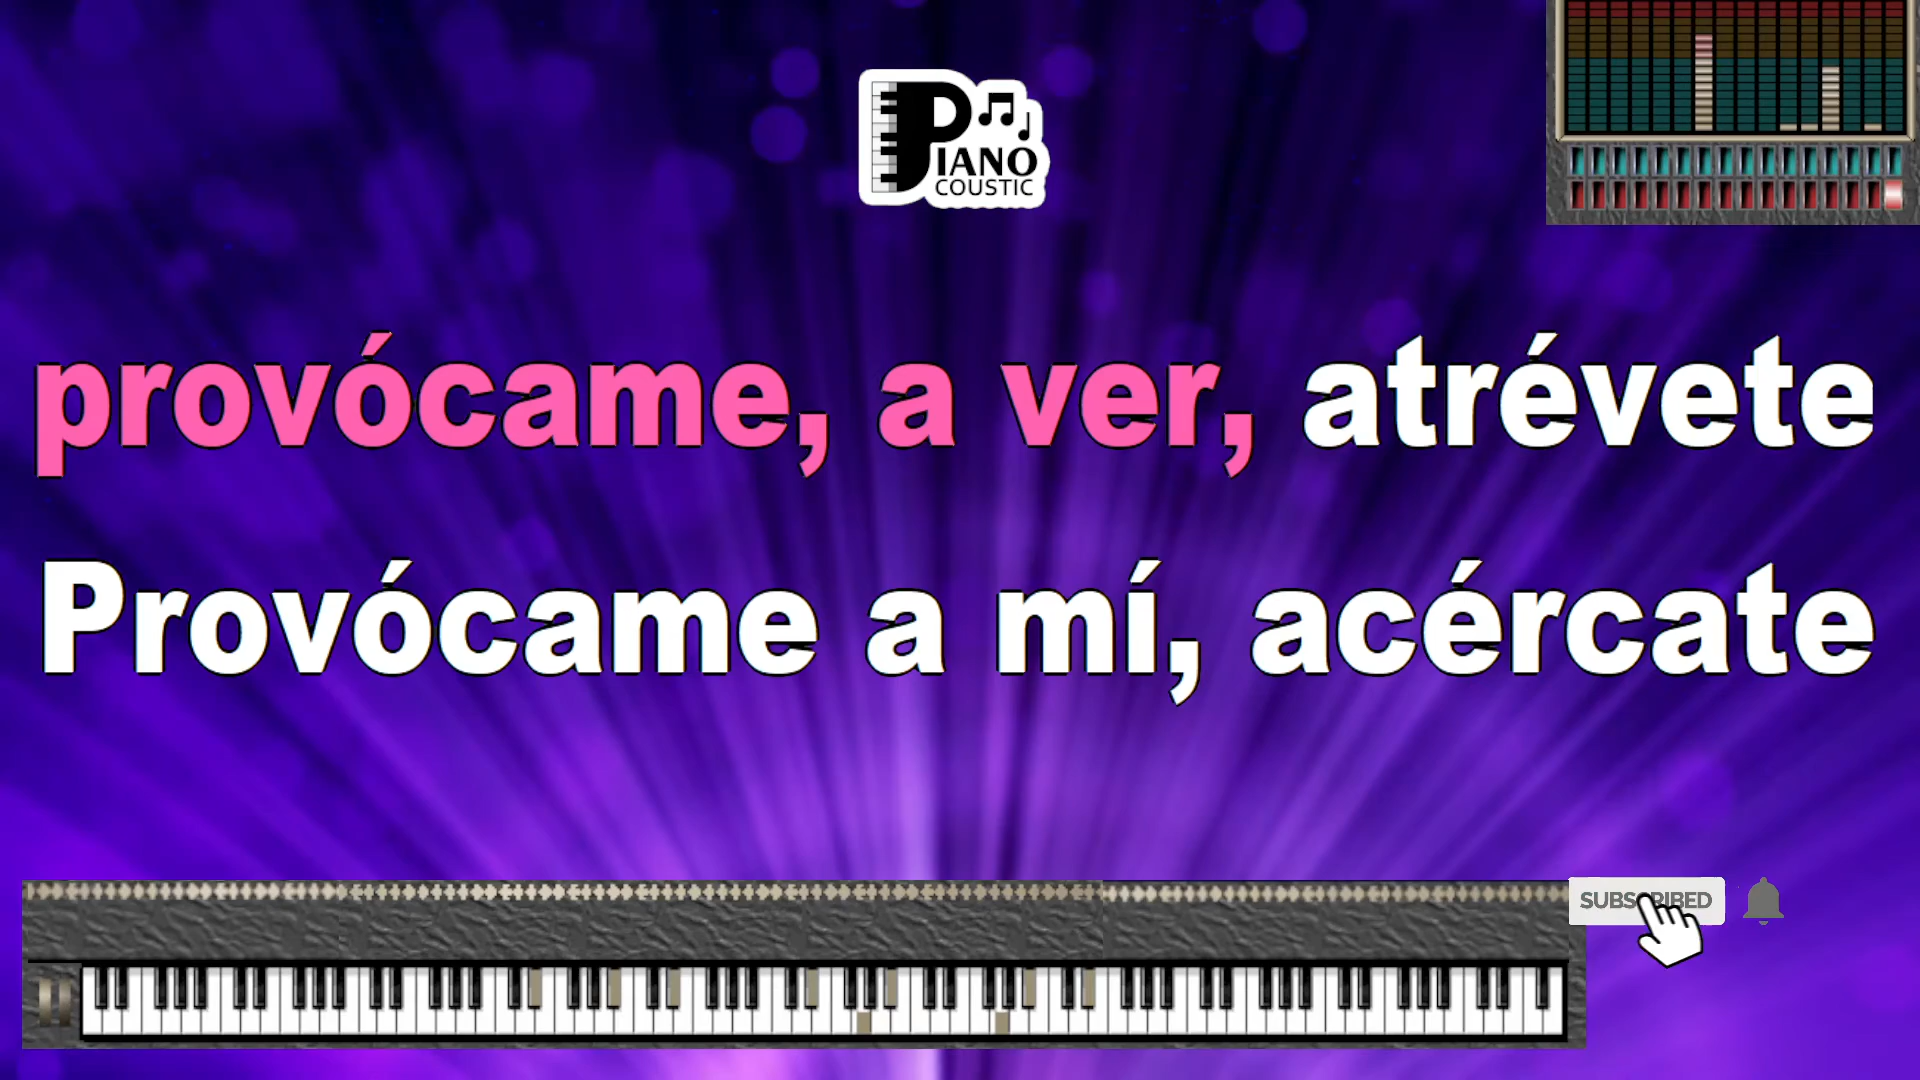 PIANO
COUSTIC
provócame, a ver, atrévete
Provócame a mí, acércate
SUBSCRIBED